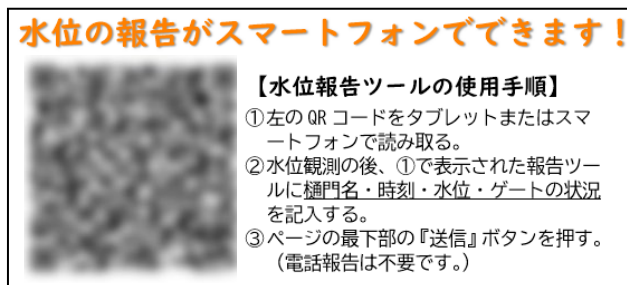 水位の報告がスマートフォンでできます！
【水位報告ツールの使用手順】
①左のQRコードをタブレットまたはスマ
ートフォンで読み取る。
②水位観測の後、①で表示された報告ツー
ルに樋門名・時刻・水位・ゲートの状況
を記入する。
③ページの最下部の『送信』ボタンを押す。
（電話報告は不要です。）